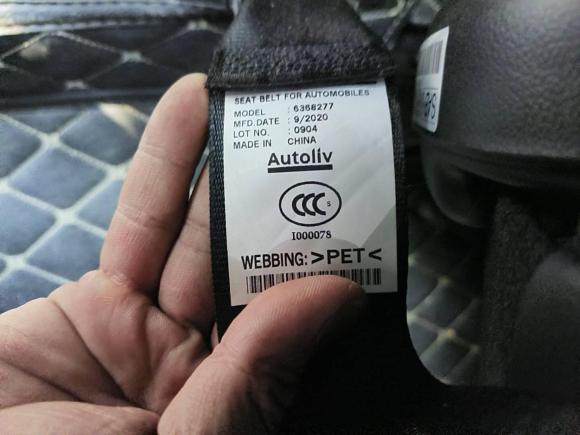 SEAT BELT FOR AUTOMOBILES
MODEL : 6368277
MFD.DATE : 9/2020
LOT NO. : 0904
MADE IN CHINA
Autoliv
CCC S
I000078
WEBBING: >PET<